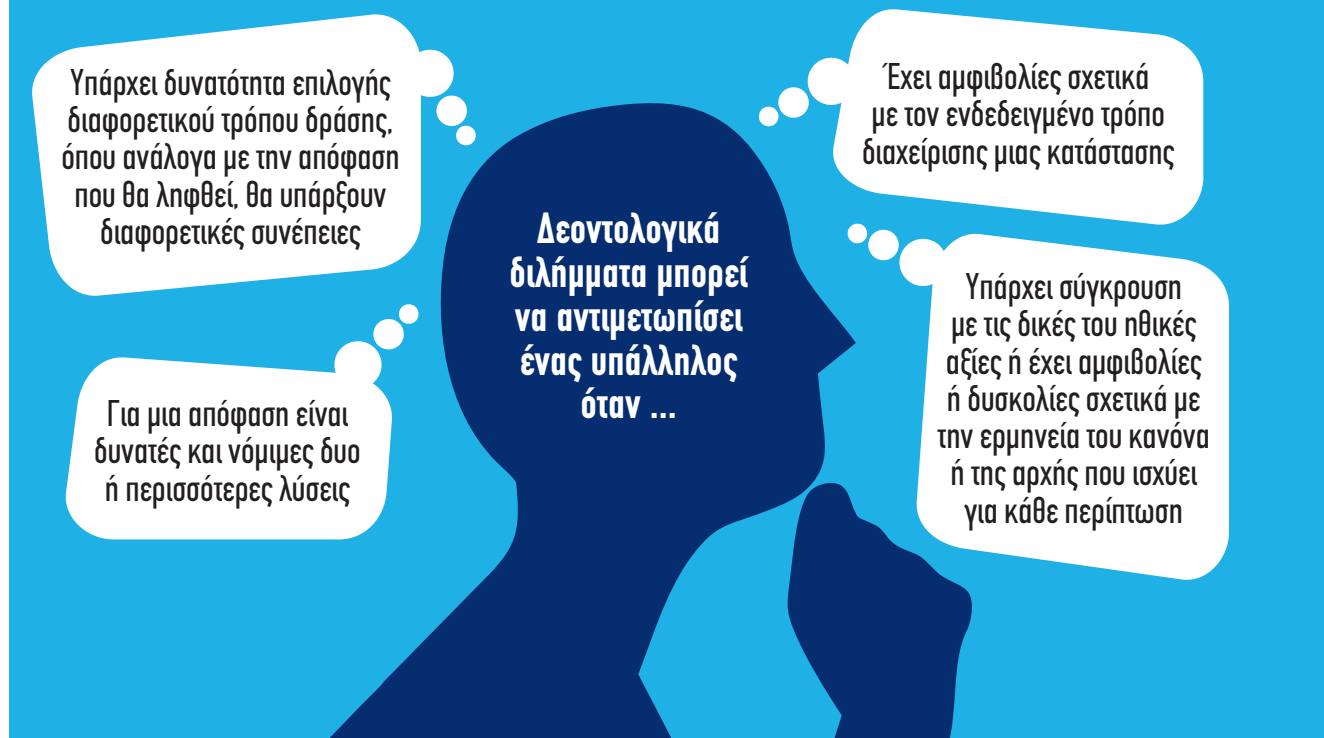 Δεοντολογικά
διλήμματα μπορεί
να αντιμετωπίσει
ένας υπάλληλος
όταν ...
Υπάρχει δυνατότητα επιλογής
διαφορετικού τρόπου δράσης,
όπου ανάλογα με την απόφαση
που θα ληφθεί, θα υπάρξουν
διαφορετικές συνέπειες
Έχει αμφιβολίες σχετικά
με τον ενδεδειγμένο τρόπο
διαχείρισης μιας κατάστασης
Για μια απόφαση είναι
δυνατές και νόμιμες δυο
ή περισσότερες λύσεις
Υπάρχει σύγκρουση
με τις δικές του ηθικές
αξίες ή έχει αμφιβολίες
ή δυσκολίες σχετικά με
την ερμηνεία του κανόνα
ή της αρχής που ισχύει
για κάθε περίπτωση